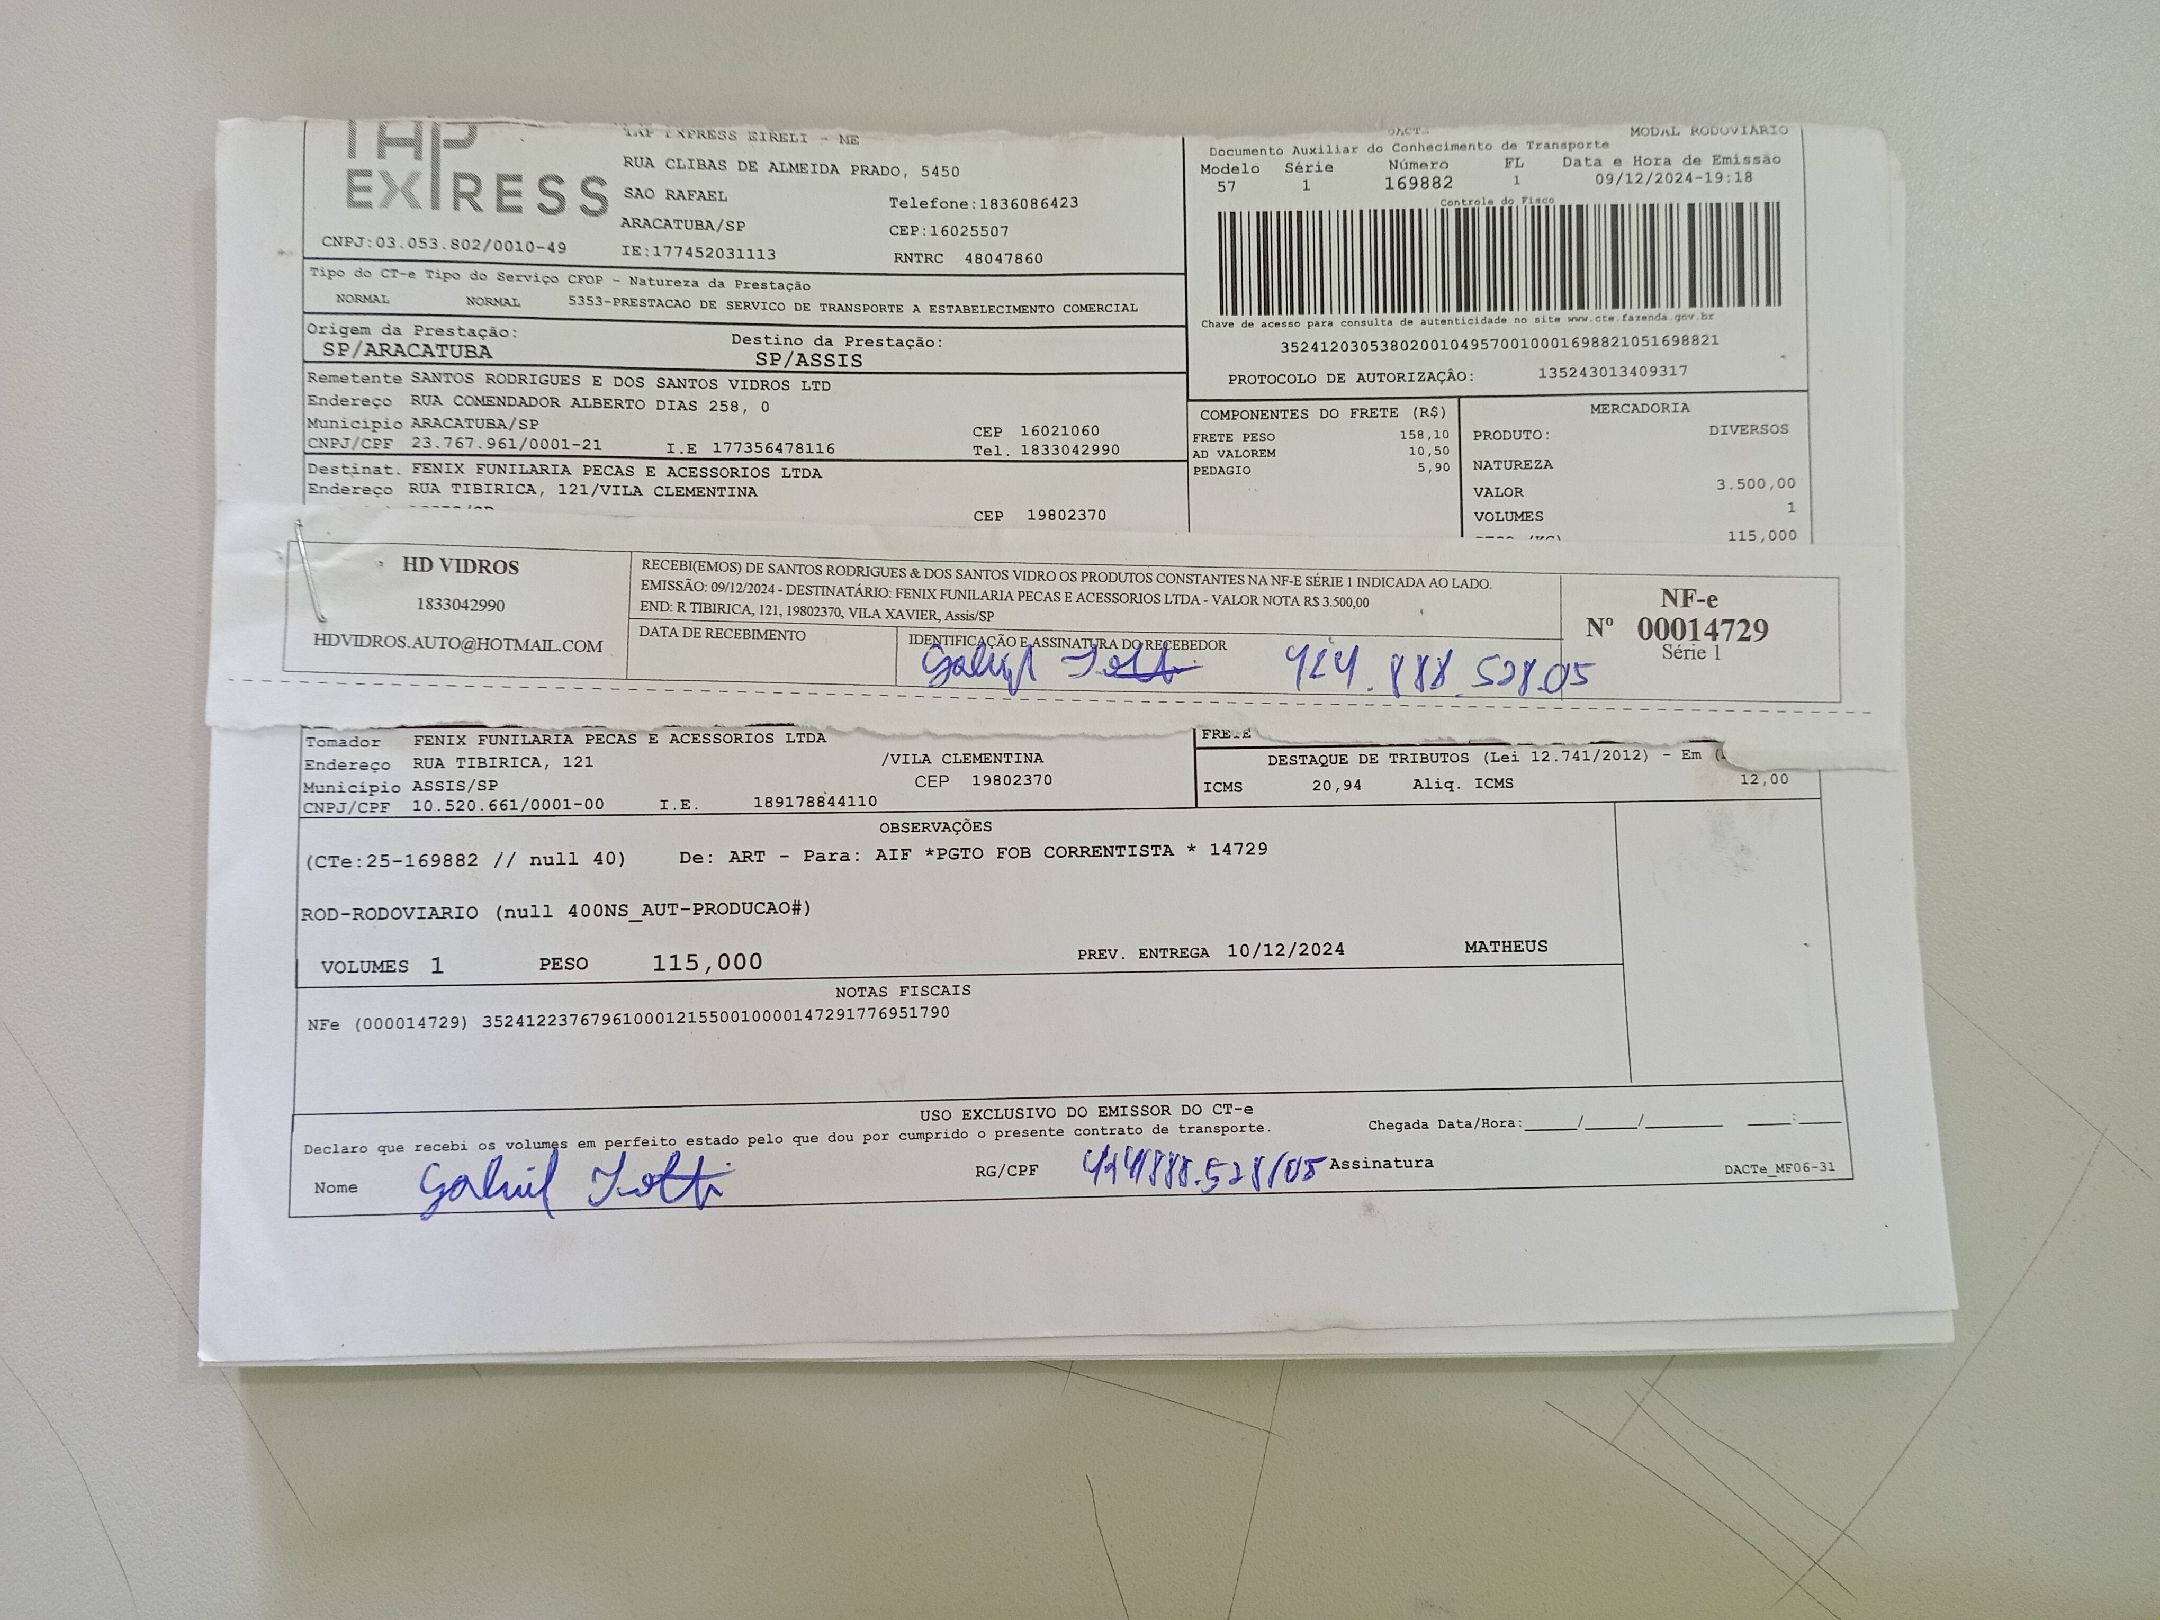 TAP
EXPRESS
TAP EXPRESS EIRELI - ME
RUA CLIBAS DE ALMEIDA PRADO, 5450
SAO RAFAEL
Telefone:1836086423
ARACATUBA/SP
CEP:16025507
CNPJ:03.053.802/0010-49
IE:177452031113
RNTRC 48047860
MODAL RODOVIARIO
Documento Auxiliar do Conhecimento de Transporte
Modelo Série Número FL Data e Hora de Emissão
57 1 169882 1 09/12/2024-19:18
Controle do Fisco
Chave de acesso para consulta de autenticidade no site www.cte.fazenda.gov.br
35241203053802001049570010001698821051698821
PROTOCOLO DE AUTORIZAÇÃO: 135243013409317
Tipo do CT-e Tipo do Serviço CFOP - Natureza da Prestação
NORMAL NORMAL 5353-PRESTACAO DE SERVICO DE TRANSPORTE A ESTABELECIMENTO COMERCIAL
Origem da Prestação: Destino da Prestação:
SP/ARACATUBA SP/ASSIS
Remetente SANTOS RODRIGUES E DOS SANTOS VIDROS LTD
Endereço RUA COMENDADOR ALBERTO DIAS 258, 0
Municipio ARACATUBA/SP CEP 16021060
CNPJ/CPF 23.767.961/0001-21 I.E 177356478116 Tel. 1833042990
Destinat. FENIX FUNILARIA PECAS E ACESSORIOS LTDA
Endereço RUA TIBIRICA, 121/VILA CLEMENTINA
CEP 19802370
COMPONENTES DO FRETE (R$)
FRETE PESO 158,10
AD VALOREM 10,50
PEDAGIO 5,90
MERCADORIA
PRODUTO: DIVERSOS
NATUREZA
VALOR 3.500,00
VOLUMES 1
115,000
HD VIDROS
1833042990
HDVIDROS.AUTO@HOTMAIL.COM
RECEBI(EMOS) DE SANTOS RODRIGUES & DOS SANTOS VIDRO OS PRODUTOS CONSTANTES NA NF-E SÉRIE 1 INDICADA AO LADO.
EMISSÃO: 09/12/2024 - DESTINATÁRIO: FENIX FUNILARIA PECAS E ACESSORIOS LTDA - VALOR NOTA R$ 3.500,00
END: R TIBIRICA, 121, 19802370, VILA XAVIER, Assis/SP
DATA DE RECEBIMENTO
IDENTIFICAÇÃO E ASSINATURA DO RECEBEDOR
Gabriel
NF-e
Nº 00014729
Série 1
Tomador FENIX FUNILARIA PECAS E ACESSORIOS LTDA
Endereço RUA TIBIRICA, 121 /VILA CLEMENTINA
Municipio ASSIS/SP CEP 19802370
CNPJ/CPF 10.520.661/0001-00 I.E. 189178844110
FRETE
DESTAQUE DE TRIBUTOS (Lei 12.741/2012) - Em
ICMS 20,94 Aliq. ICMS 12,00
OBSERVAÇÕES
(CTe:25-169882 // null 40) De: ART - Para: AIF *PGTO FOB CORRENTISTA * 14729
ROD-RODOVIARIO (null 400NS_AUT-PRODUCAO#)
VOLUMES 1 PESO 115,000 PREV. ENTREGA 10/12/2024 MATHEUS
NOTAS FISCAIS
NFe (000014729) 35241223767961000121550010000147291776951790
USO EXCLUSIVO DO EMISSOR DO CT-e
Declaro que recebi os volumes em perfeito estado pelo que dou por cumprido o presente contrato de transporte. Chegada Data/Hora:____/____/______ ___:___
Nome Gabriel RG/CPF Assinatura
DACTe_MF06-31